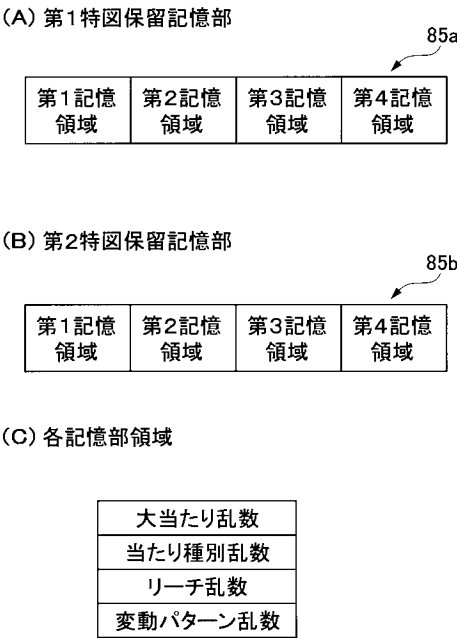 (A) 第1特図保留記憶部
85a
第1記憶 第2記憶 第3記憶 第4記憶
領域 領域 領域 領域
(B) 第2特図保留記憶部
85b
第1記憶 第2記憶 第3記憶 第4記憶
領域 領域 領域 領域
(C) 各記憶部領域
大当たり乱数
当たり種別乱数
リーチ乱数
変動パターン乱数